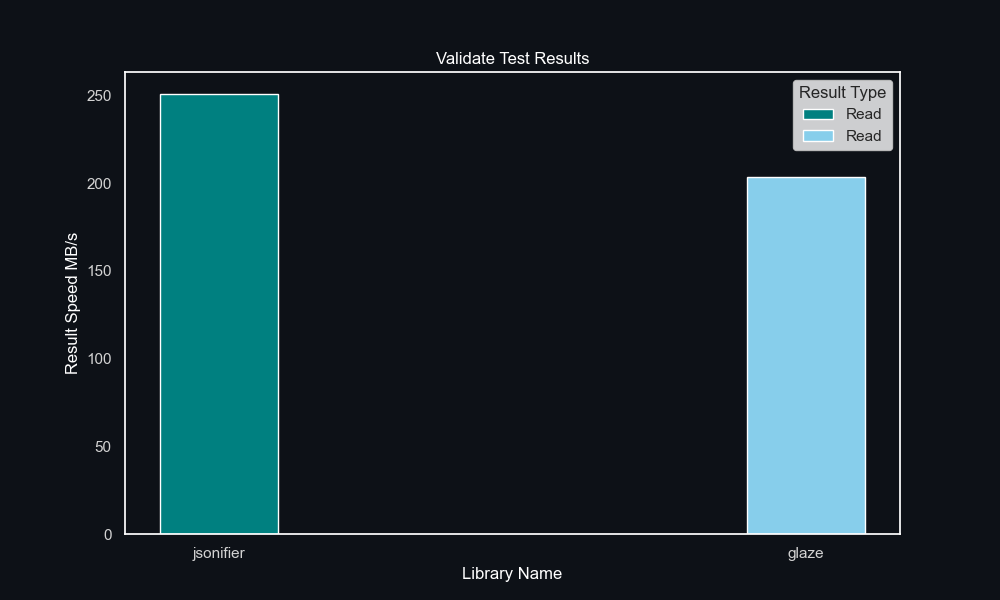 Validate Test Results
Result Type
Read
Read
250
200
150
100
50
0
Result Speed MB/s
jsonifier
glaze
Library Name